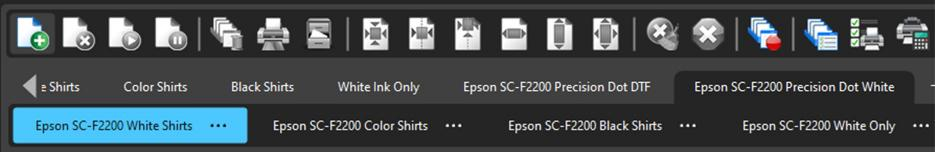 e Shirts Color Shirts Black Shirts White Ink Only Epson SC-F2200 Precision Dot DTF Epson SC-F2200 Precision Dot White
Epson SC-F2200 White Shirts ... Epson SC-F2200 Color Shirts ... Epson SC-F2200 Black Shirts ... Epson SC-F2200 White Only ...